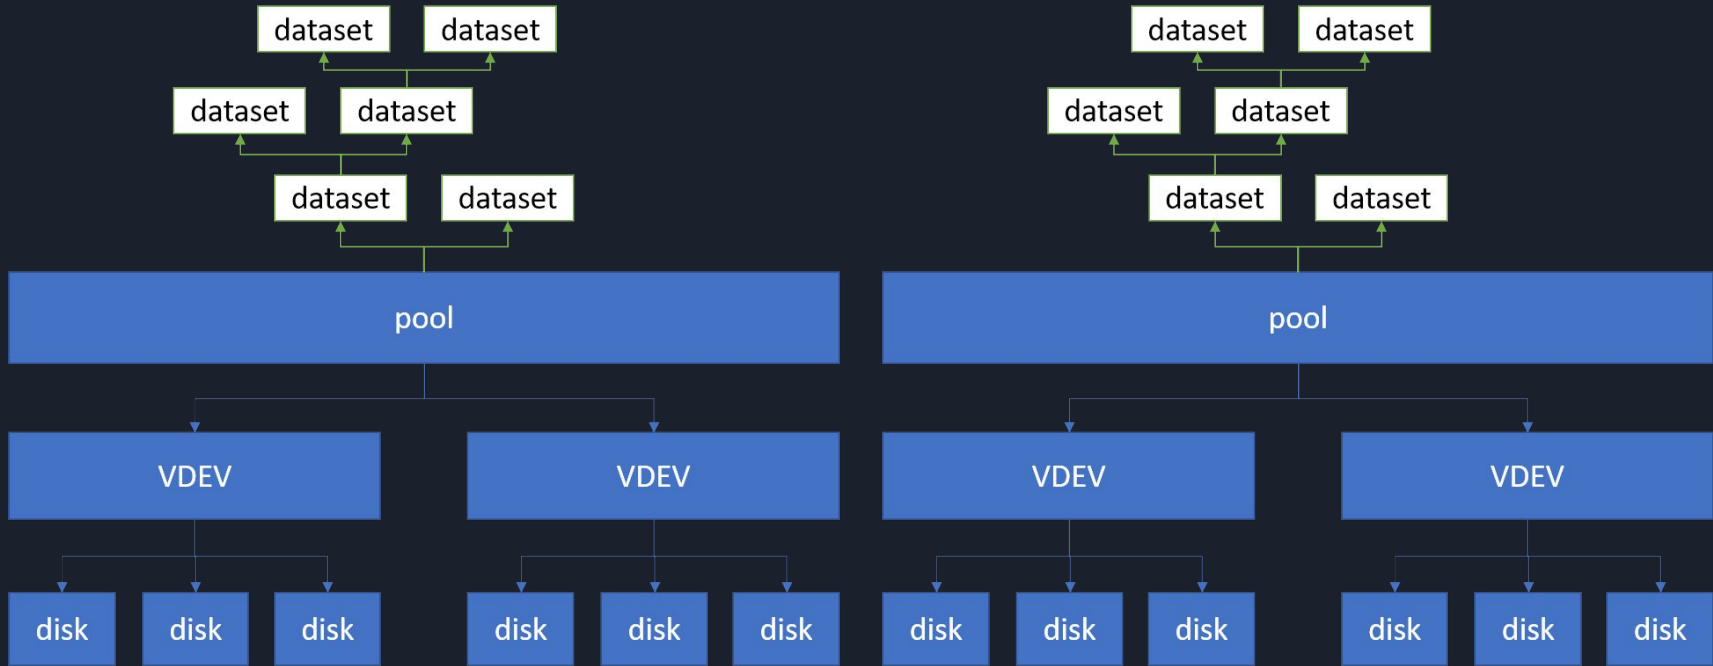 dataset dataset dataset dataset
dataset dataset dataset dataset
dataset dataset dataset dataset
pool pool
VDEV VDEV VDEV VDEV
disk disk disk disk disk disk disk disk disk disk disk disk